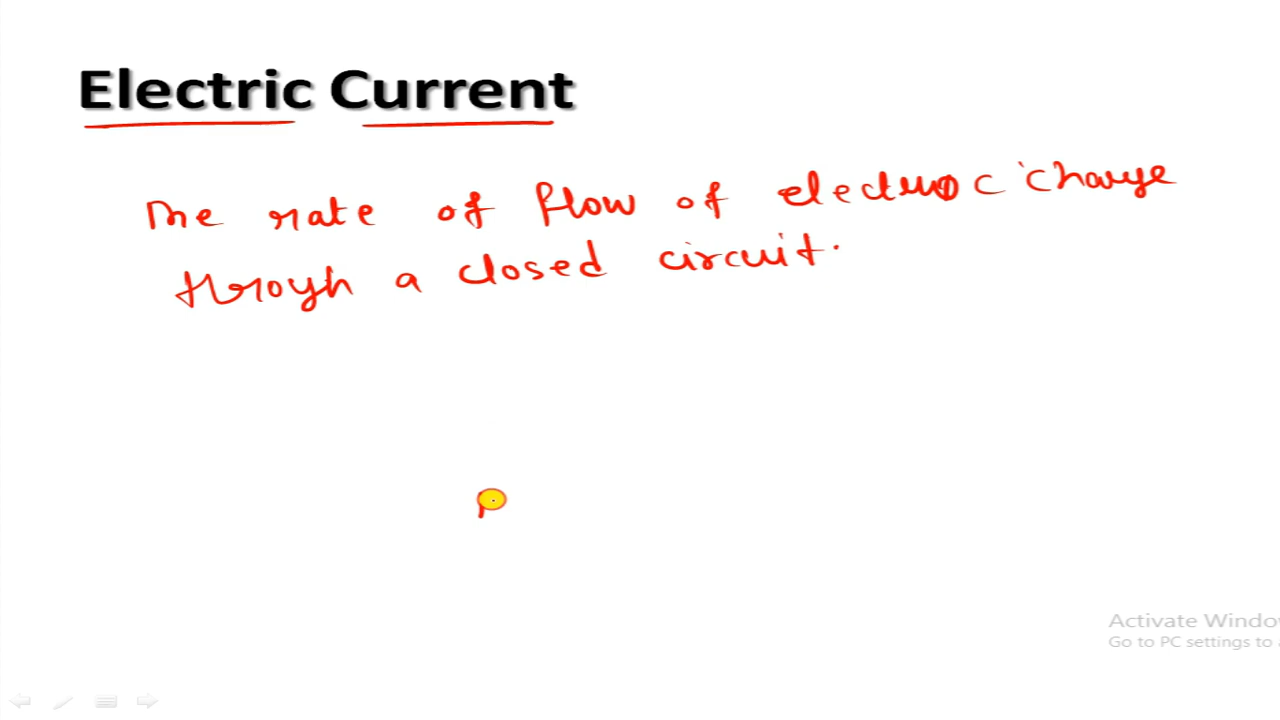 Electric Current
The rate of flow of electric charge
through a closed circuit.
Activate Windo
Go to PC settings to a